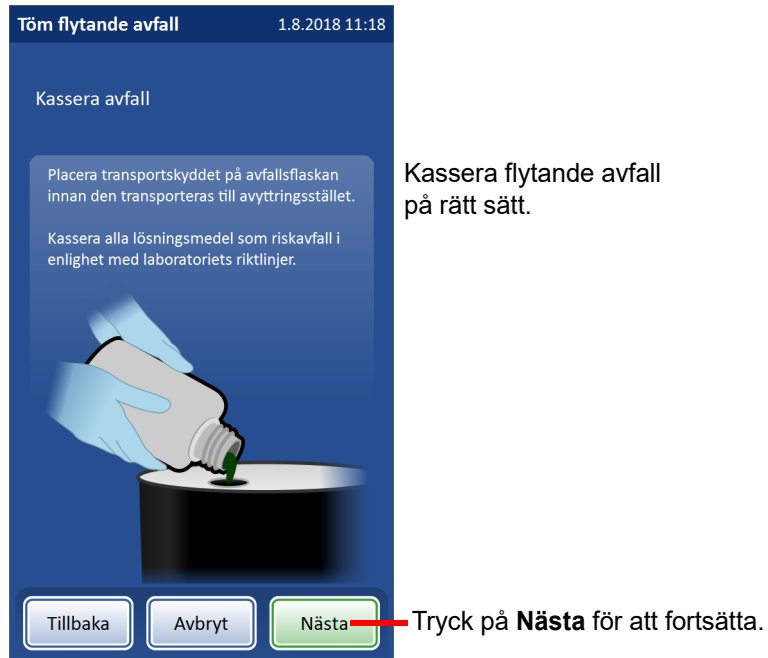 Töm flytande avfall 1.8.2018 11:18
Kassera avfall
Placera transportskyddet på avfallsflaskan
innan den transporteras till avyttringsstället.
Kassera alla lösningsmedel som riskavfall i
enlighet med laboratoriets riktlinjer.
Kassera flytande avfall
på rätt sätt.
Tillbaka Avbryt Nästa
Tryck på Nästa för att fortsätta.